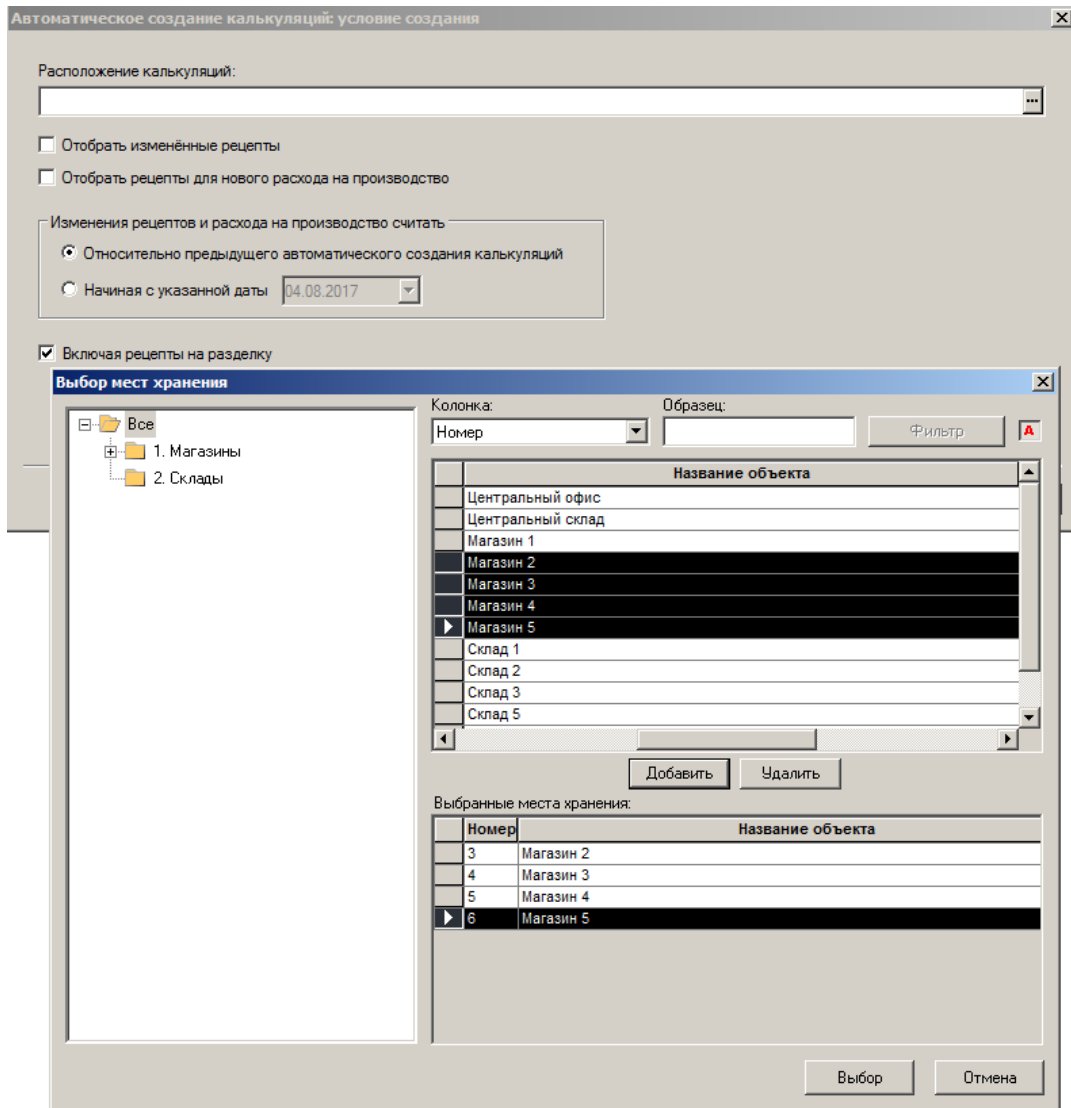 Автоматическое создание калькуляций: условие создания
Расположение калькуляций:
...
Отобрать изменённые рецепты
Отобрать рецепты для нового расхода на производство
Изменения рецептов и расхода на производство считать
Относительно предыдущего автоматического создания калькуляций
Начиная с указанной даты 04.08.2017
Включая рецепты на разделку
Выбор мест хранения
Все
1. Магазины
2. Склады
Колонка: Образец:
Номер Фильтр A
Название объекта
Центральный офис
Центральный склад
Магазин 1
Магазин 2
Магазин 3
Магазин 4
Магазин 5
Склад 1
Склад 2
Склад 3
Склад 5
Добавить Удалить
Выбранные места хранения:
Номер Название объекта
3 Магазин 2
4 Магазин 3
5 Магазин 4
6 Магазин 5
Выбор Отмена